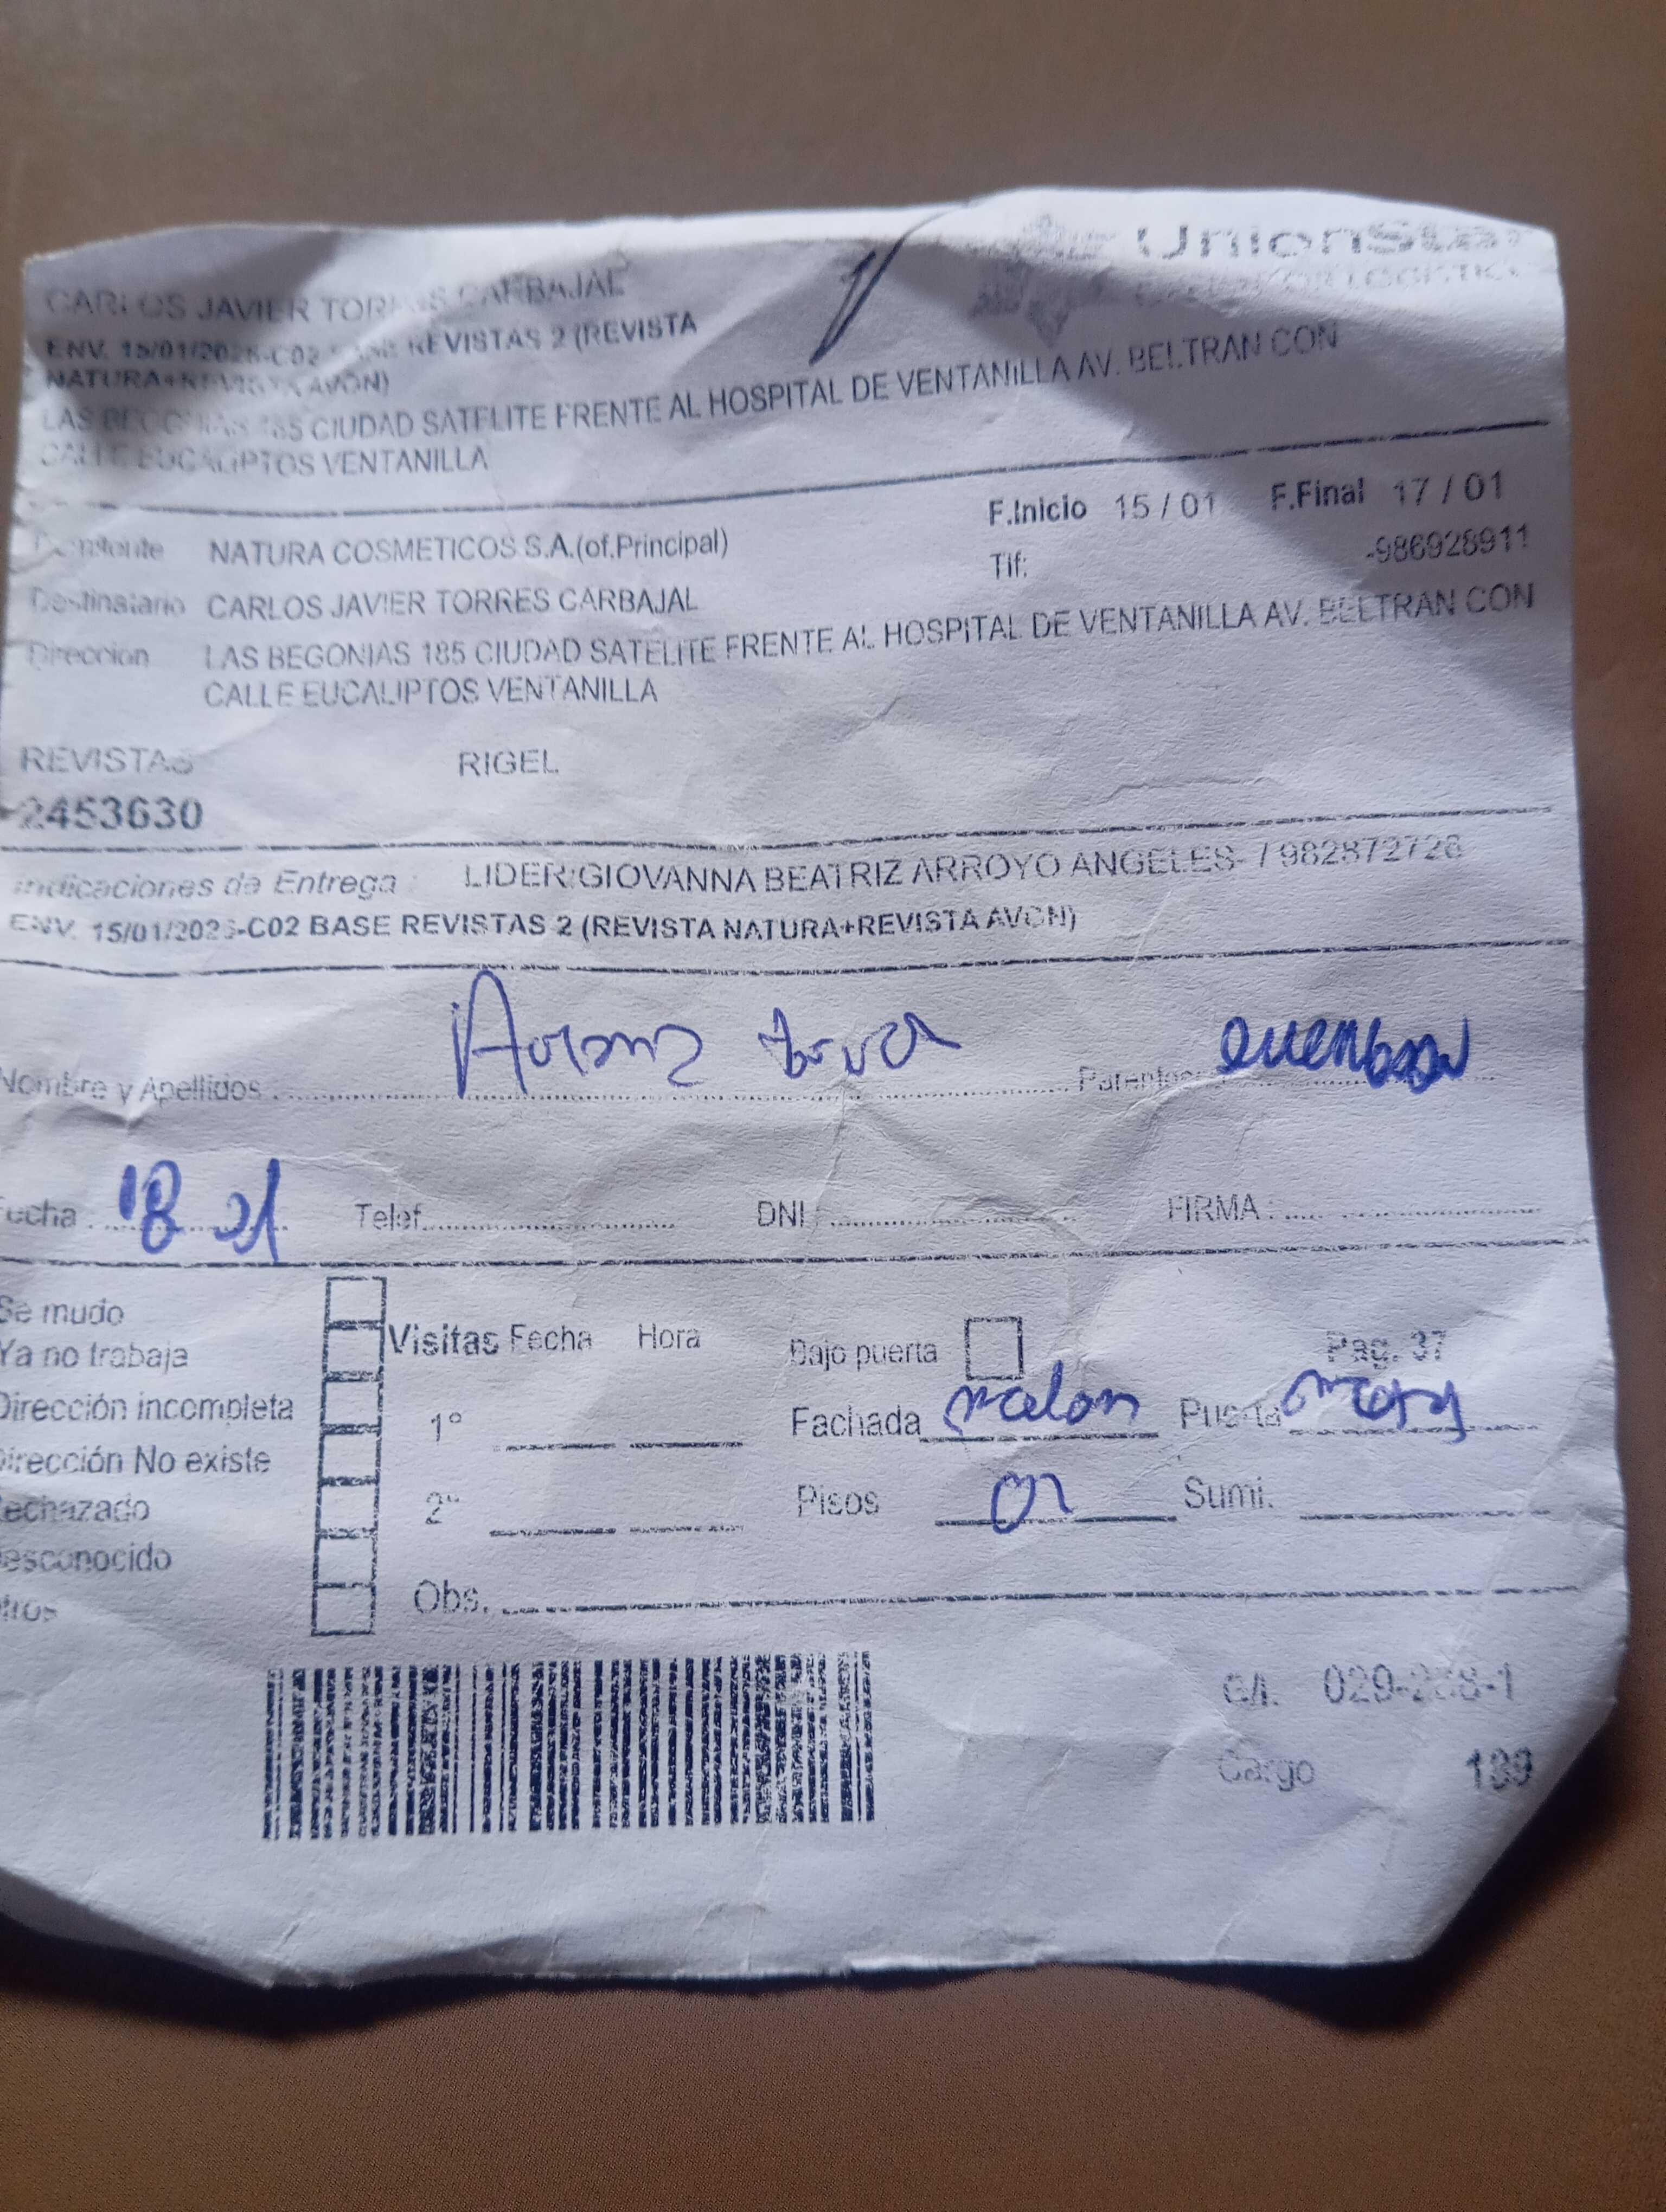 UnionStar
CARLOS JAVIER TORRES CARBAJAL
ENV. 15/01/2026-C02 BASE REVISTAS 2 (REVISTA
NATURA+REVISTA AVON)
LAS BEGONIAS 185 CIUDAD SATELITE FRENTE AL HOSPITAL DE VENTANILLA AV. BELTRAN CON
CALLE EUCALIPTOS VENTANILLA
F.Inicio 15 / 01 F.Final 17 / 01
NATURA COSMETICOS S.A.(of.Principal)
Tlf: -986928911
Destinatario CARLOS JAVIER TORRES CARBAJAL
Direccion LAS BEGONIAS 185 CIUDAD SATELITE FRENTE AL HOSPITAL DE VENTANILLA AV. BELTRAN CON
CALLE EUCALIPTOS VENTANILLA
REVISTAS RIGEL
2453630
Indicaciones de Entrega : LIDER:GIOVANNA BEATRIZ ARROYO ANGELES- / 982872728
ENV. 15/01/2026-C02 BASE REVISTAS 2 (REVISTA NATURA+REVISTA AVON)
Nombre y Apellidos
Fecha 18 01 Telef. DNI FIRMA :
Se mudo
Ya no trabaja
Visitas Fecha Hora Bajo puerta Pag. 37
Dirección incompleta 1° Fachada Puerta
Dirección No existe
Rechazado 2° Pisos 02 Sumi.
Desconocido
Otros Obs.
G/I.
Cargo